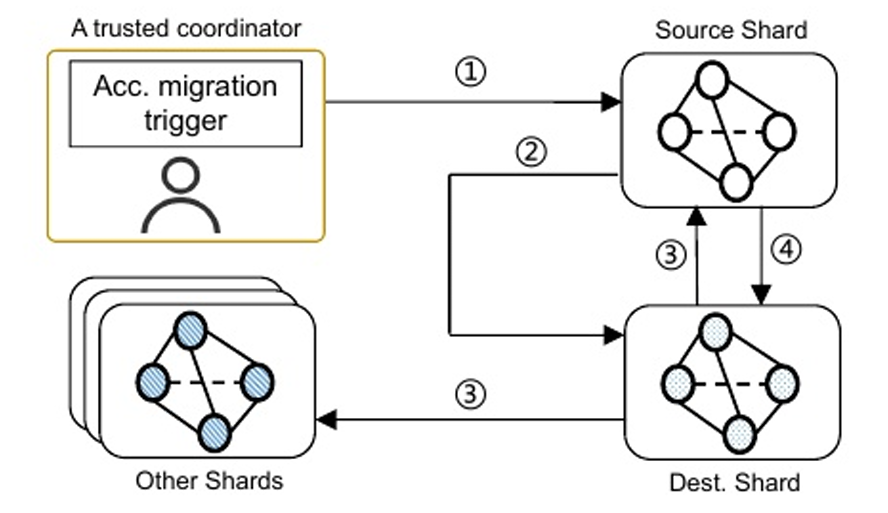 A trusted coordinator
Source Shard
Acc. migration
trigger
①
②
③
④
③
Other Shards
Dest. Shard